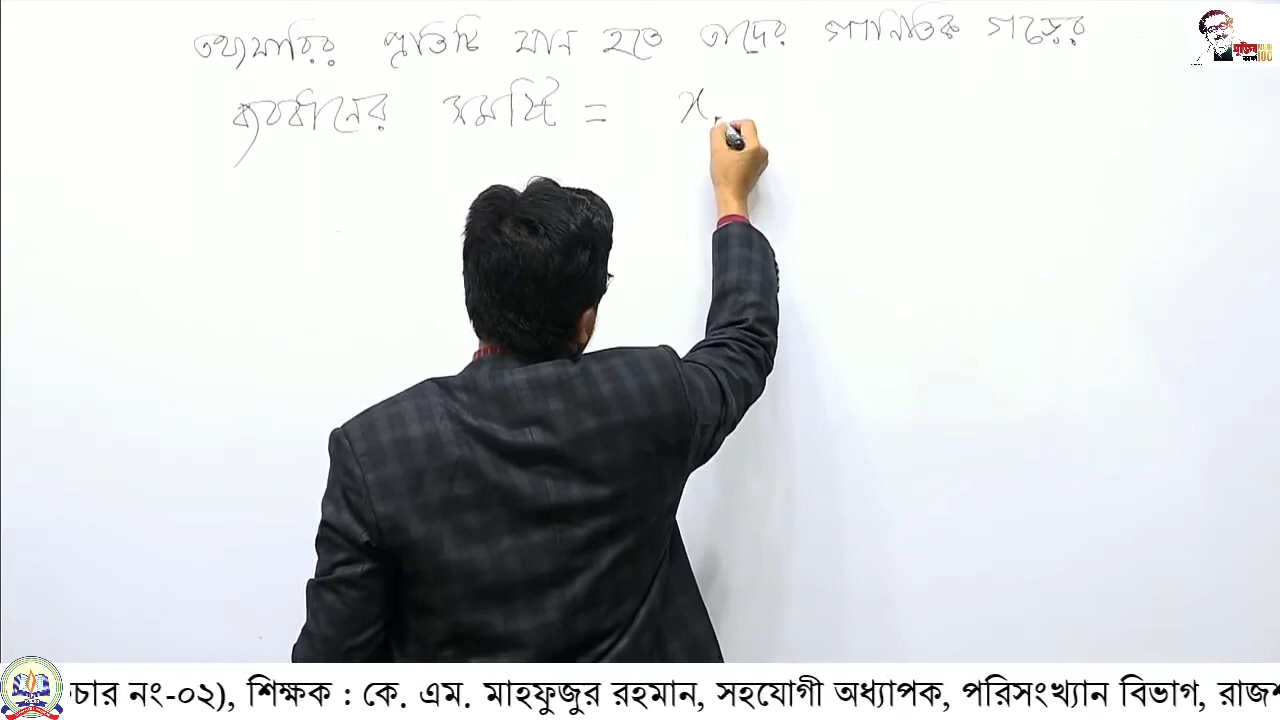 তথ্যসারির প্রতিটি মান হতে তাদের গাণিতিক গড়ের
ব্যবধানের সমষ্টি = x
চার নং-০২), শিক্ষক : কে. এম. মাহফুজুর রহমান, সহযোগী অধ্যাপক, পরিসংখ্যান বিভাগ, রাজশ